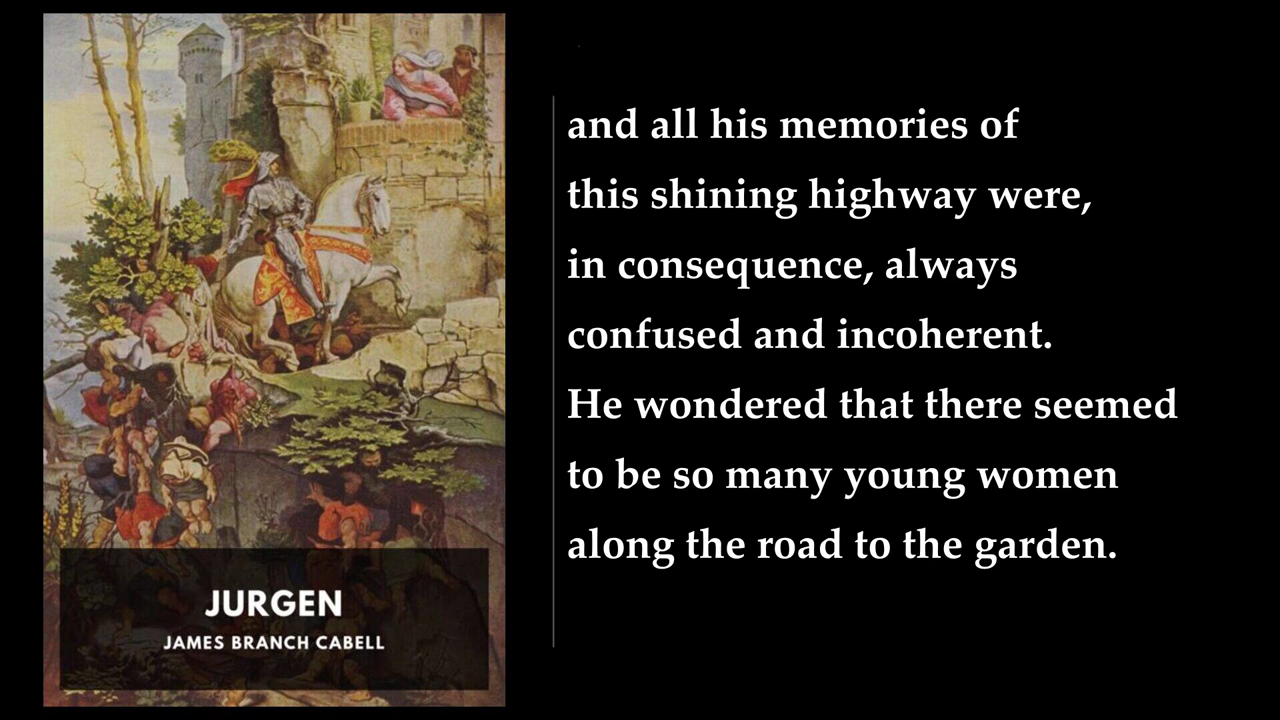 and all his memories of
this shining highway were,
in consequence, always
confused and incoherent.
He wondered that there seemed
to be so many young women
along the road to the garden.
JURGEN
JAMES BRANCH CABELL